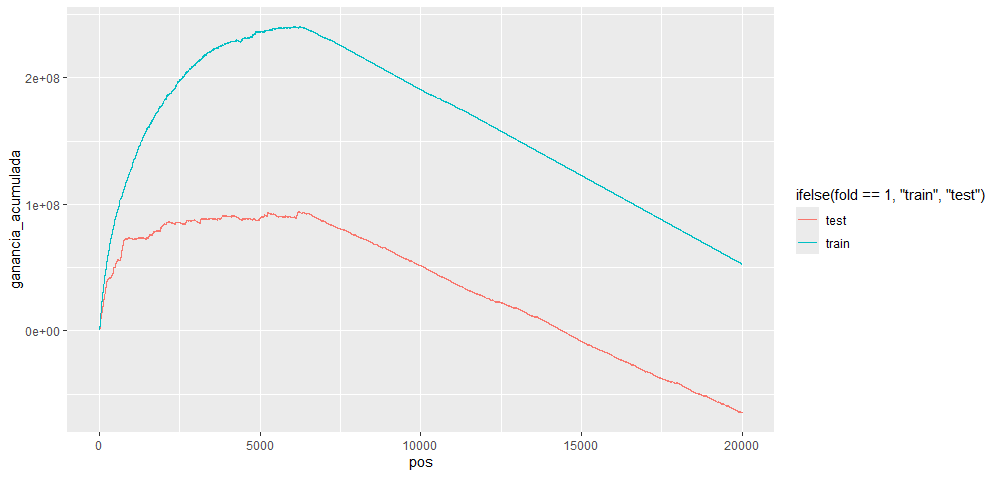 ganancia_acumulada
2e+08
1e+08
0e+00
0
5000
10000
15000
20000
pos
ifelse(fold == 1, "train", "test")
test
train